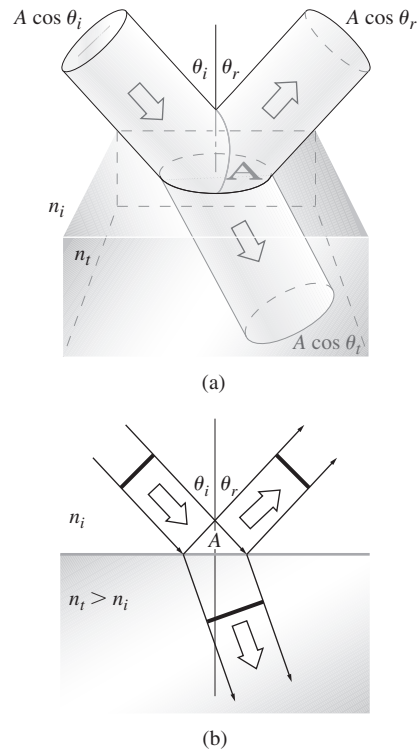 A cos θi
A cos θr
θi
θr
A
ni
nt
A cos θt
(a)
θi
θr
ni
A
nt > ni
(b)